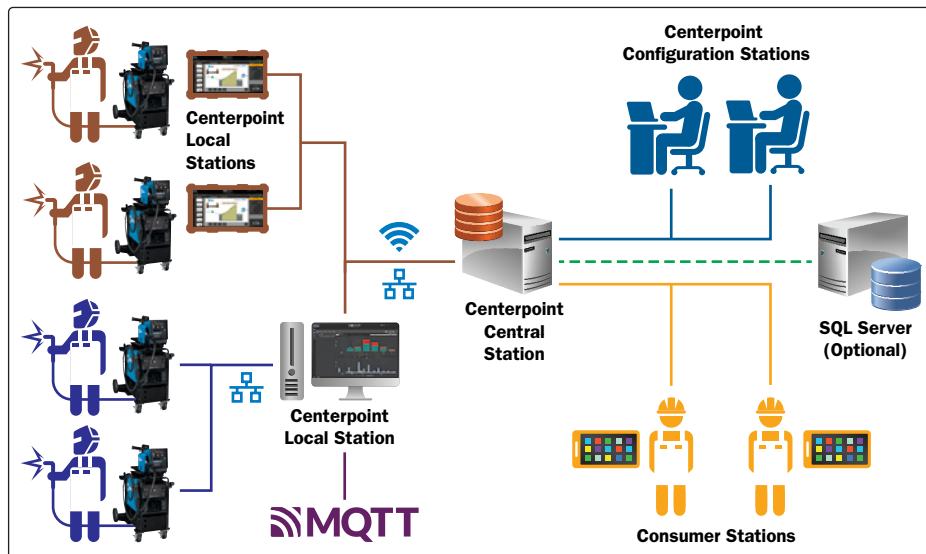 Centerpoint
Local
Stations
Centerpoint
Configuration Stations
Centerpoint
Central
Station
SQL Server
(Optional)
Centerpoint
Local Station
MQTT
Consumer Stations